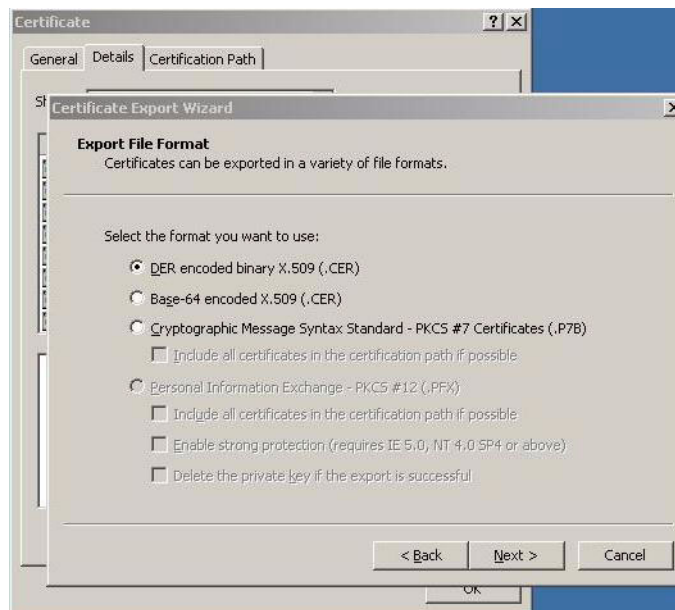 Certificate
General Details Certification Path
Certificate Export Wizard
Export File Format
Certificates can be exported in a variety of file formats.
Select the format you want to use:
DER encoded binary X.509 (.CER)
Base-64 encoded X.509 (.CER)
Cryptographic Message Syntax Standard - PKCS #7 Certificates (.P7B)
Include all certificates in the certification path if possible
Personal Information Exchange - PKCS #12 (.PFX)
Include all certificates in the certification path if possible
Enable strong protection (requires IE 5.0, NT 4.0 SP4 or above)
Delete the private key if the export is successful
< Back Next > Cancel
OK